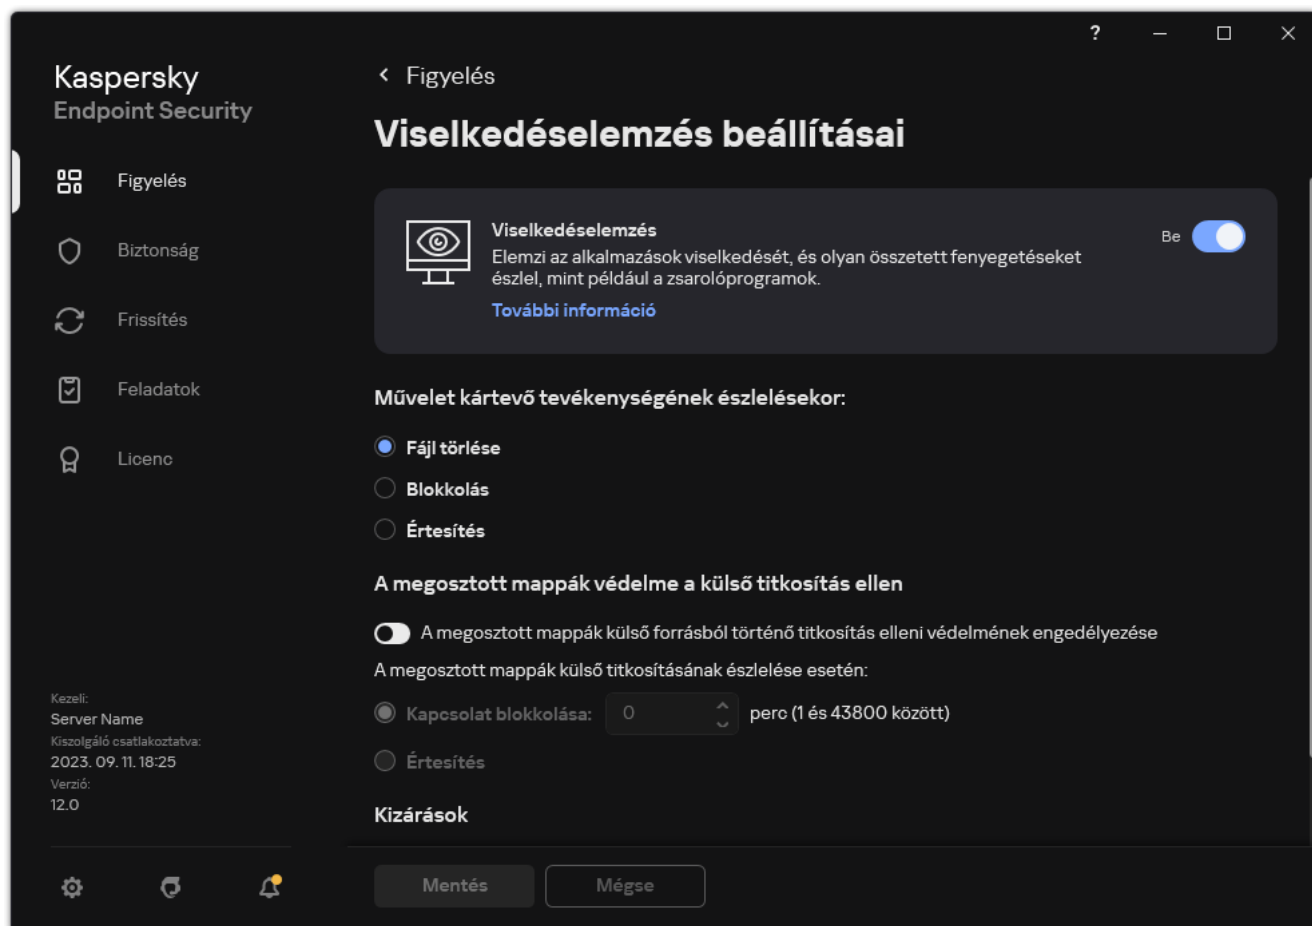 ?
Kaspersky
Endpoint Security
Figyelés
Biztonság
Frissítés
Feladatok
Licenc
Kezeli:
Server Name
Kiszolgáló csatlakoztatva:
2023. 09. 11. 18:25
Verzió:
12.0
Figyelés
Viselkedéselemzés beállításai
Viselkedéselemzés
Be
Elemzi az alkalmazások viselkedését, és olyan összetett fenyegetéseket
észlel, mint például a zsarolóprogramok.
További információ
Művelet kártevő tevékenységének észlelésekor:
Fájl törlése
Blokkolás
Értesítés
A megosztott mappák védelme a külső titkosítás ellen
A megosztott mappák külső forrásból történő titkosítás elleni védelmének engedélyezése
A megosztott mappák külső titkosításának észlelése esetén:
Kapcsolat blokkolása: 0 perc (1 és 43800 között)
Értesítés
Kizárások
Mentés Mégse